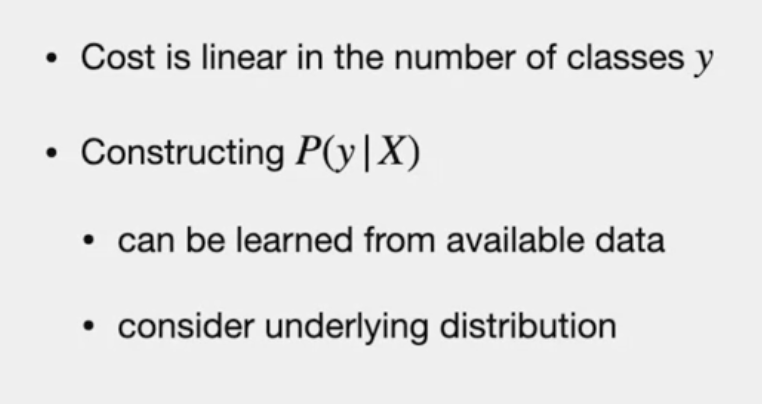 • Cost is linear in the number of classes y
• Constructing P(y|X)
• can be learned from available data
• consider underlying distribution